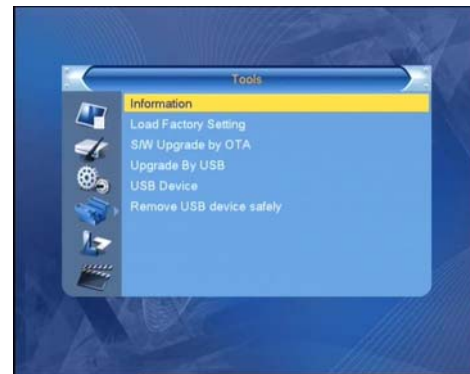 Tools
Information
Load Factory Setting
S/W Upgrade by OTA
Upgrade By USB
USB Device
Remove USB device safely